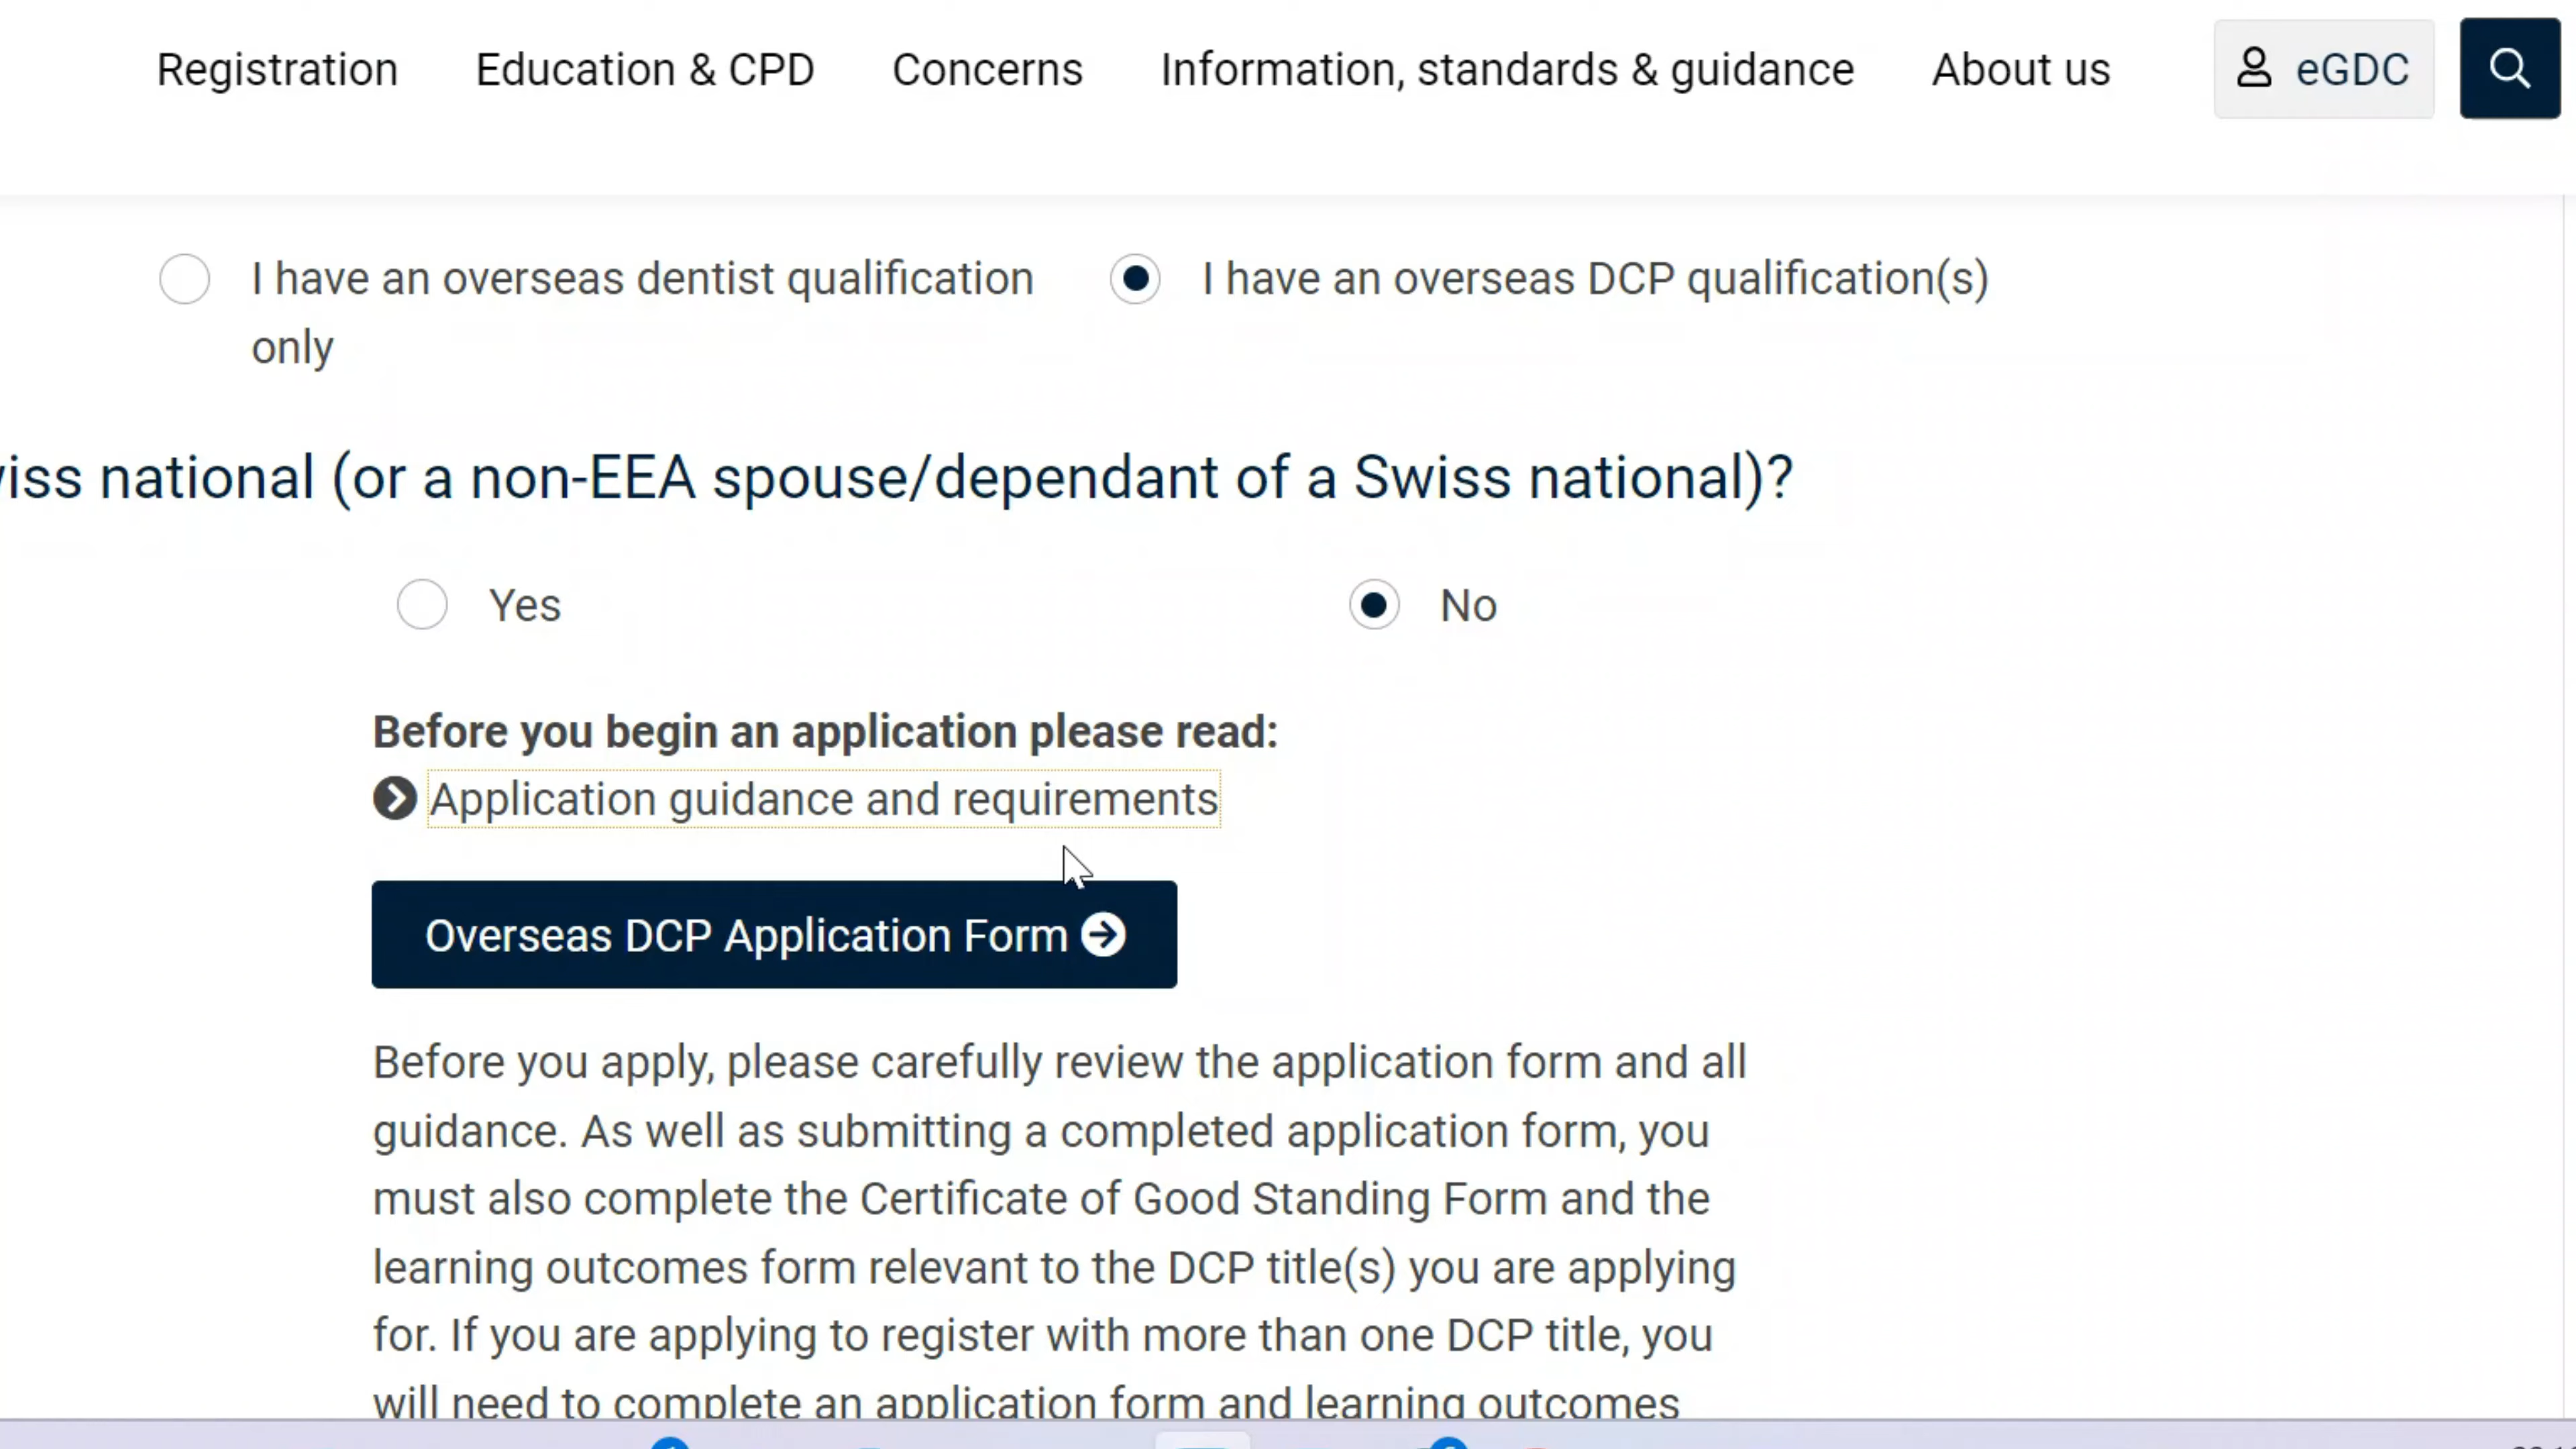 Registration Education & CPD Concerns Information, standards & guidance About us eGDC
I have an overseas dentist qualification only
I have an overseas DCP qualification(s)
national (or a non-EEA spouse/dependant of a Swiss national)?
Yes No
Before you begin an application please read:
Application guidance and requirements
Overseas DCP Application Form
Before you apply, please carefully review the application form and all
guidance. As well as submitting a completed application form, you
must also complete the Certificate of Good Standing Form and the
learning outcomes form relevant to the DCP title(s) you are applying
for. If you are applying to register with more than one DCP title, you
will need to complete an application form and learning outcomes